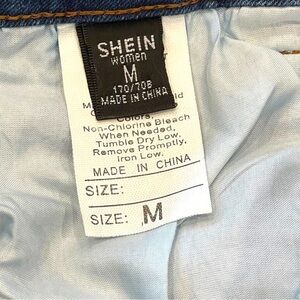 SHEIN
women
M
170/70B
MADE IN CHINA
Colors,
Non-Chlorine Bleach
When Needed,
Tumble Dry Low.
Remove Promptly,
Iron Low.
MADE IN CHINA
SIZE:
SIZE: M